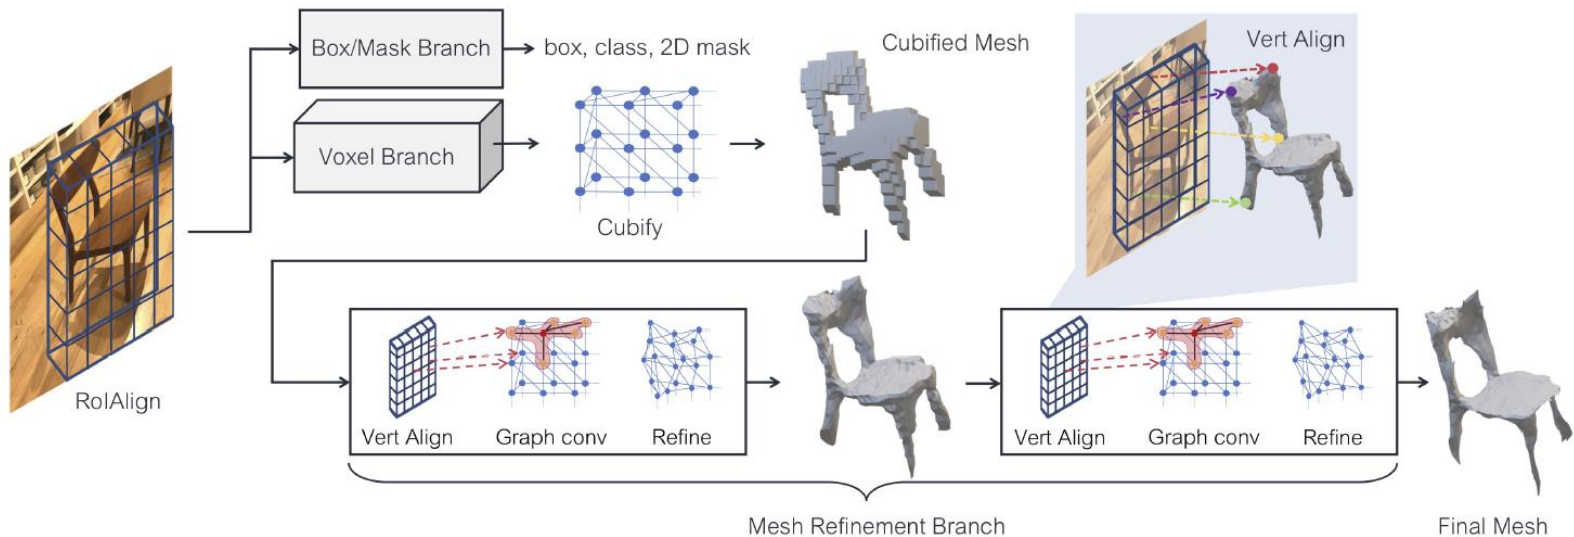 Box/Mask Branch
box, class, 2D mask
Cubified Mesh
Vert Align
Voxel Branch
Cubify
RoIAlign
Vert Align
Graph conv
Refine
Vert Align
Graph conv
Refine
Mesh Refinement Branch
Final Mesh